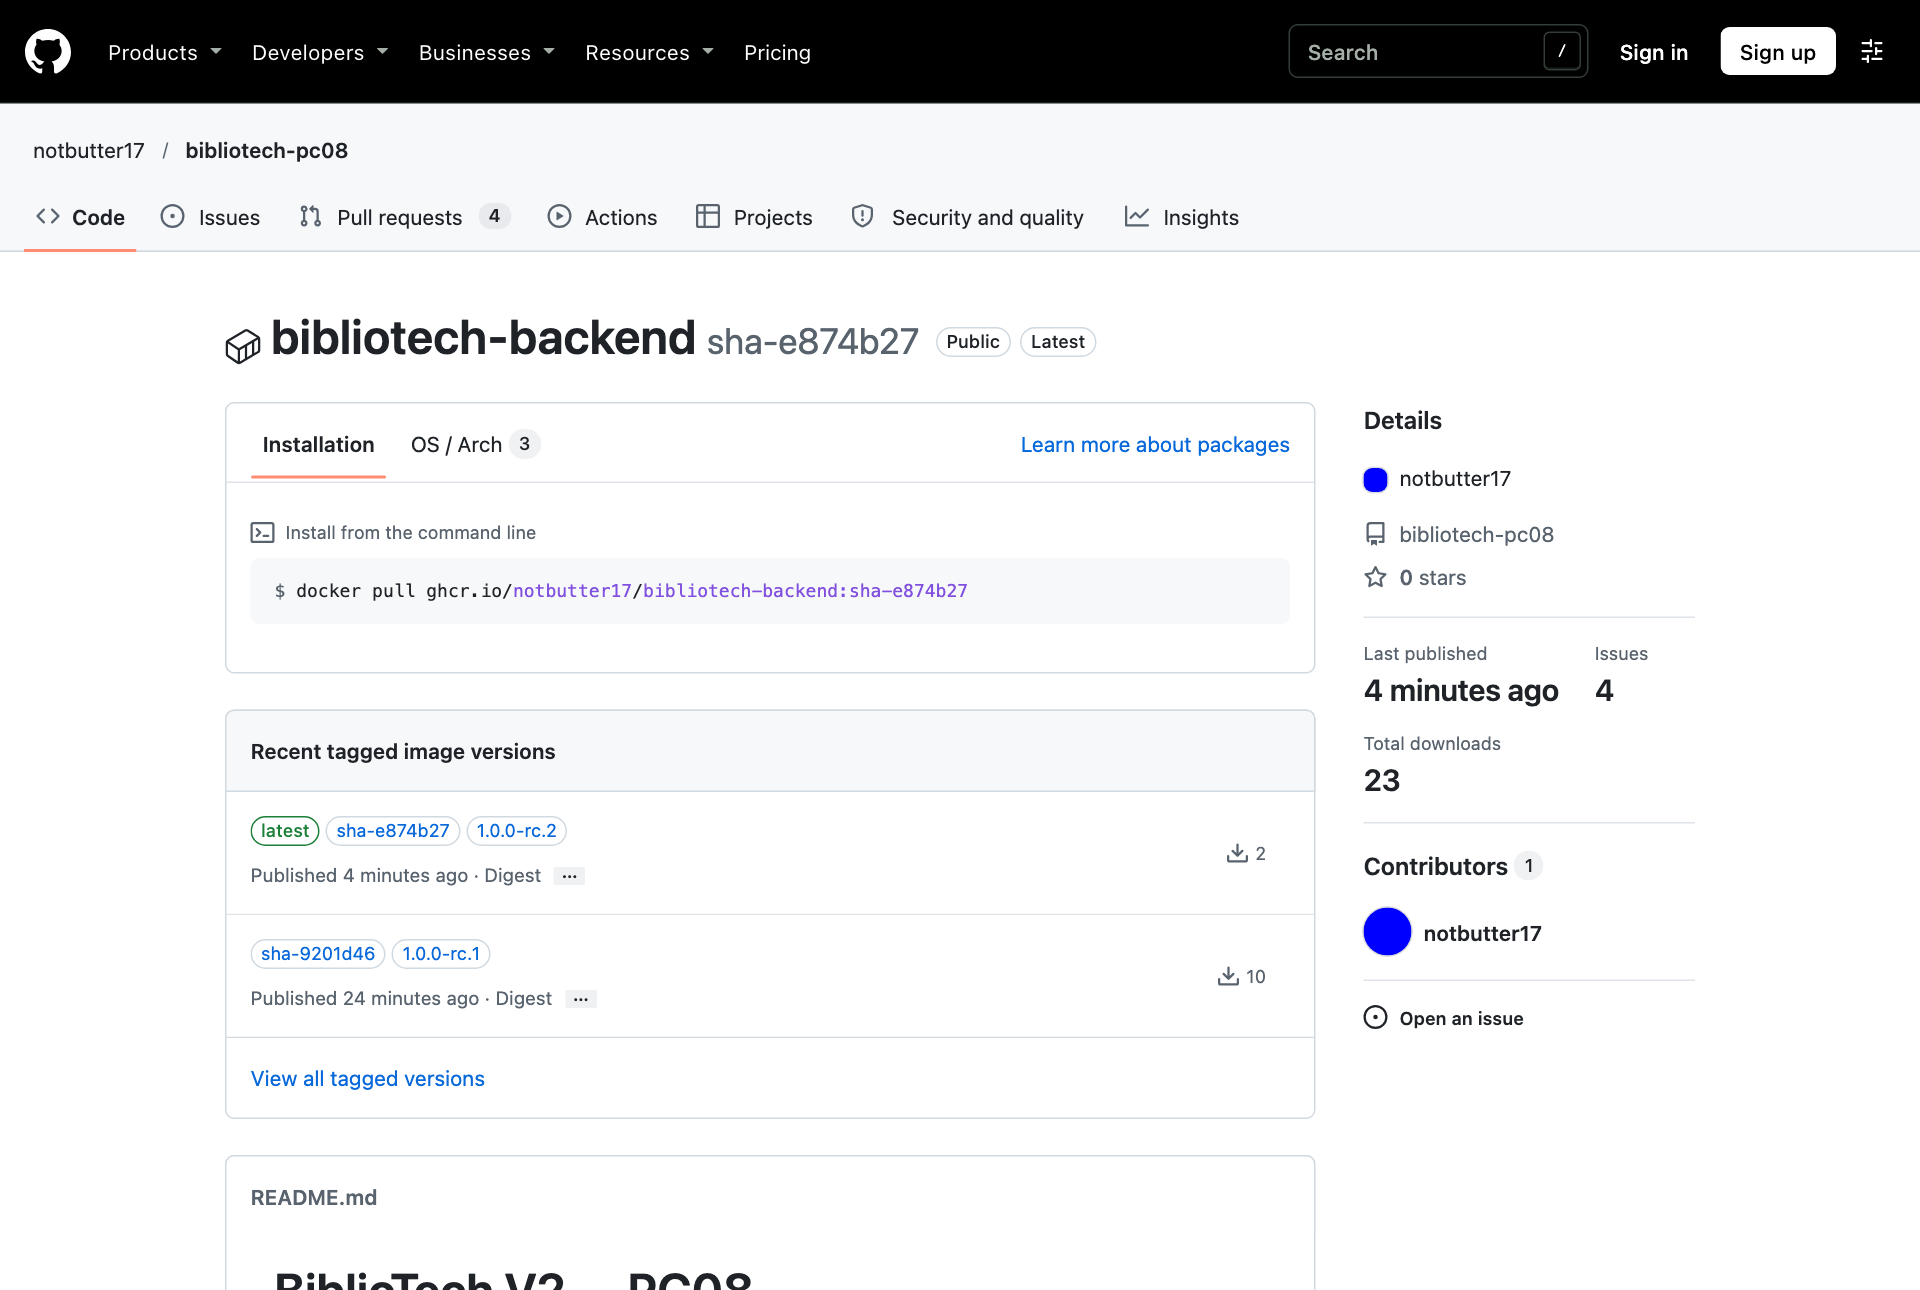 Products Developers Businesses Resources Pricing Search / Sign in Sign up
notbutter17 / bibliotech-pc08
Code Issues Pull requests 4 Actions Projects Security and quality Insights
bibliotech-backend sha-e874b27 Public Latest
Installation OS / Arch 3 Learn more about packages
Install from the command line
$ docker pull ghcr.io/notbutter17/bibliotech-backend:sha-e874b27
Recent tagged image versions
latest sha-e874b27 1.0.0-rc.2
Published 4 minutes ago · Digest ...
2
sha-9201d46 1.0.0-rc.1
Published 24 minutes ago · Digest ...
10
View all tagged versions
README.md
BiblioTech V2 PC08
Details
notbutter17
bibliotech-pc08
0 stars
Last published Issues
4 minutes ago 4
Total downloads
23
Contributors 1
notbutter17
Open an issue